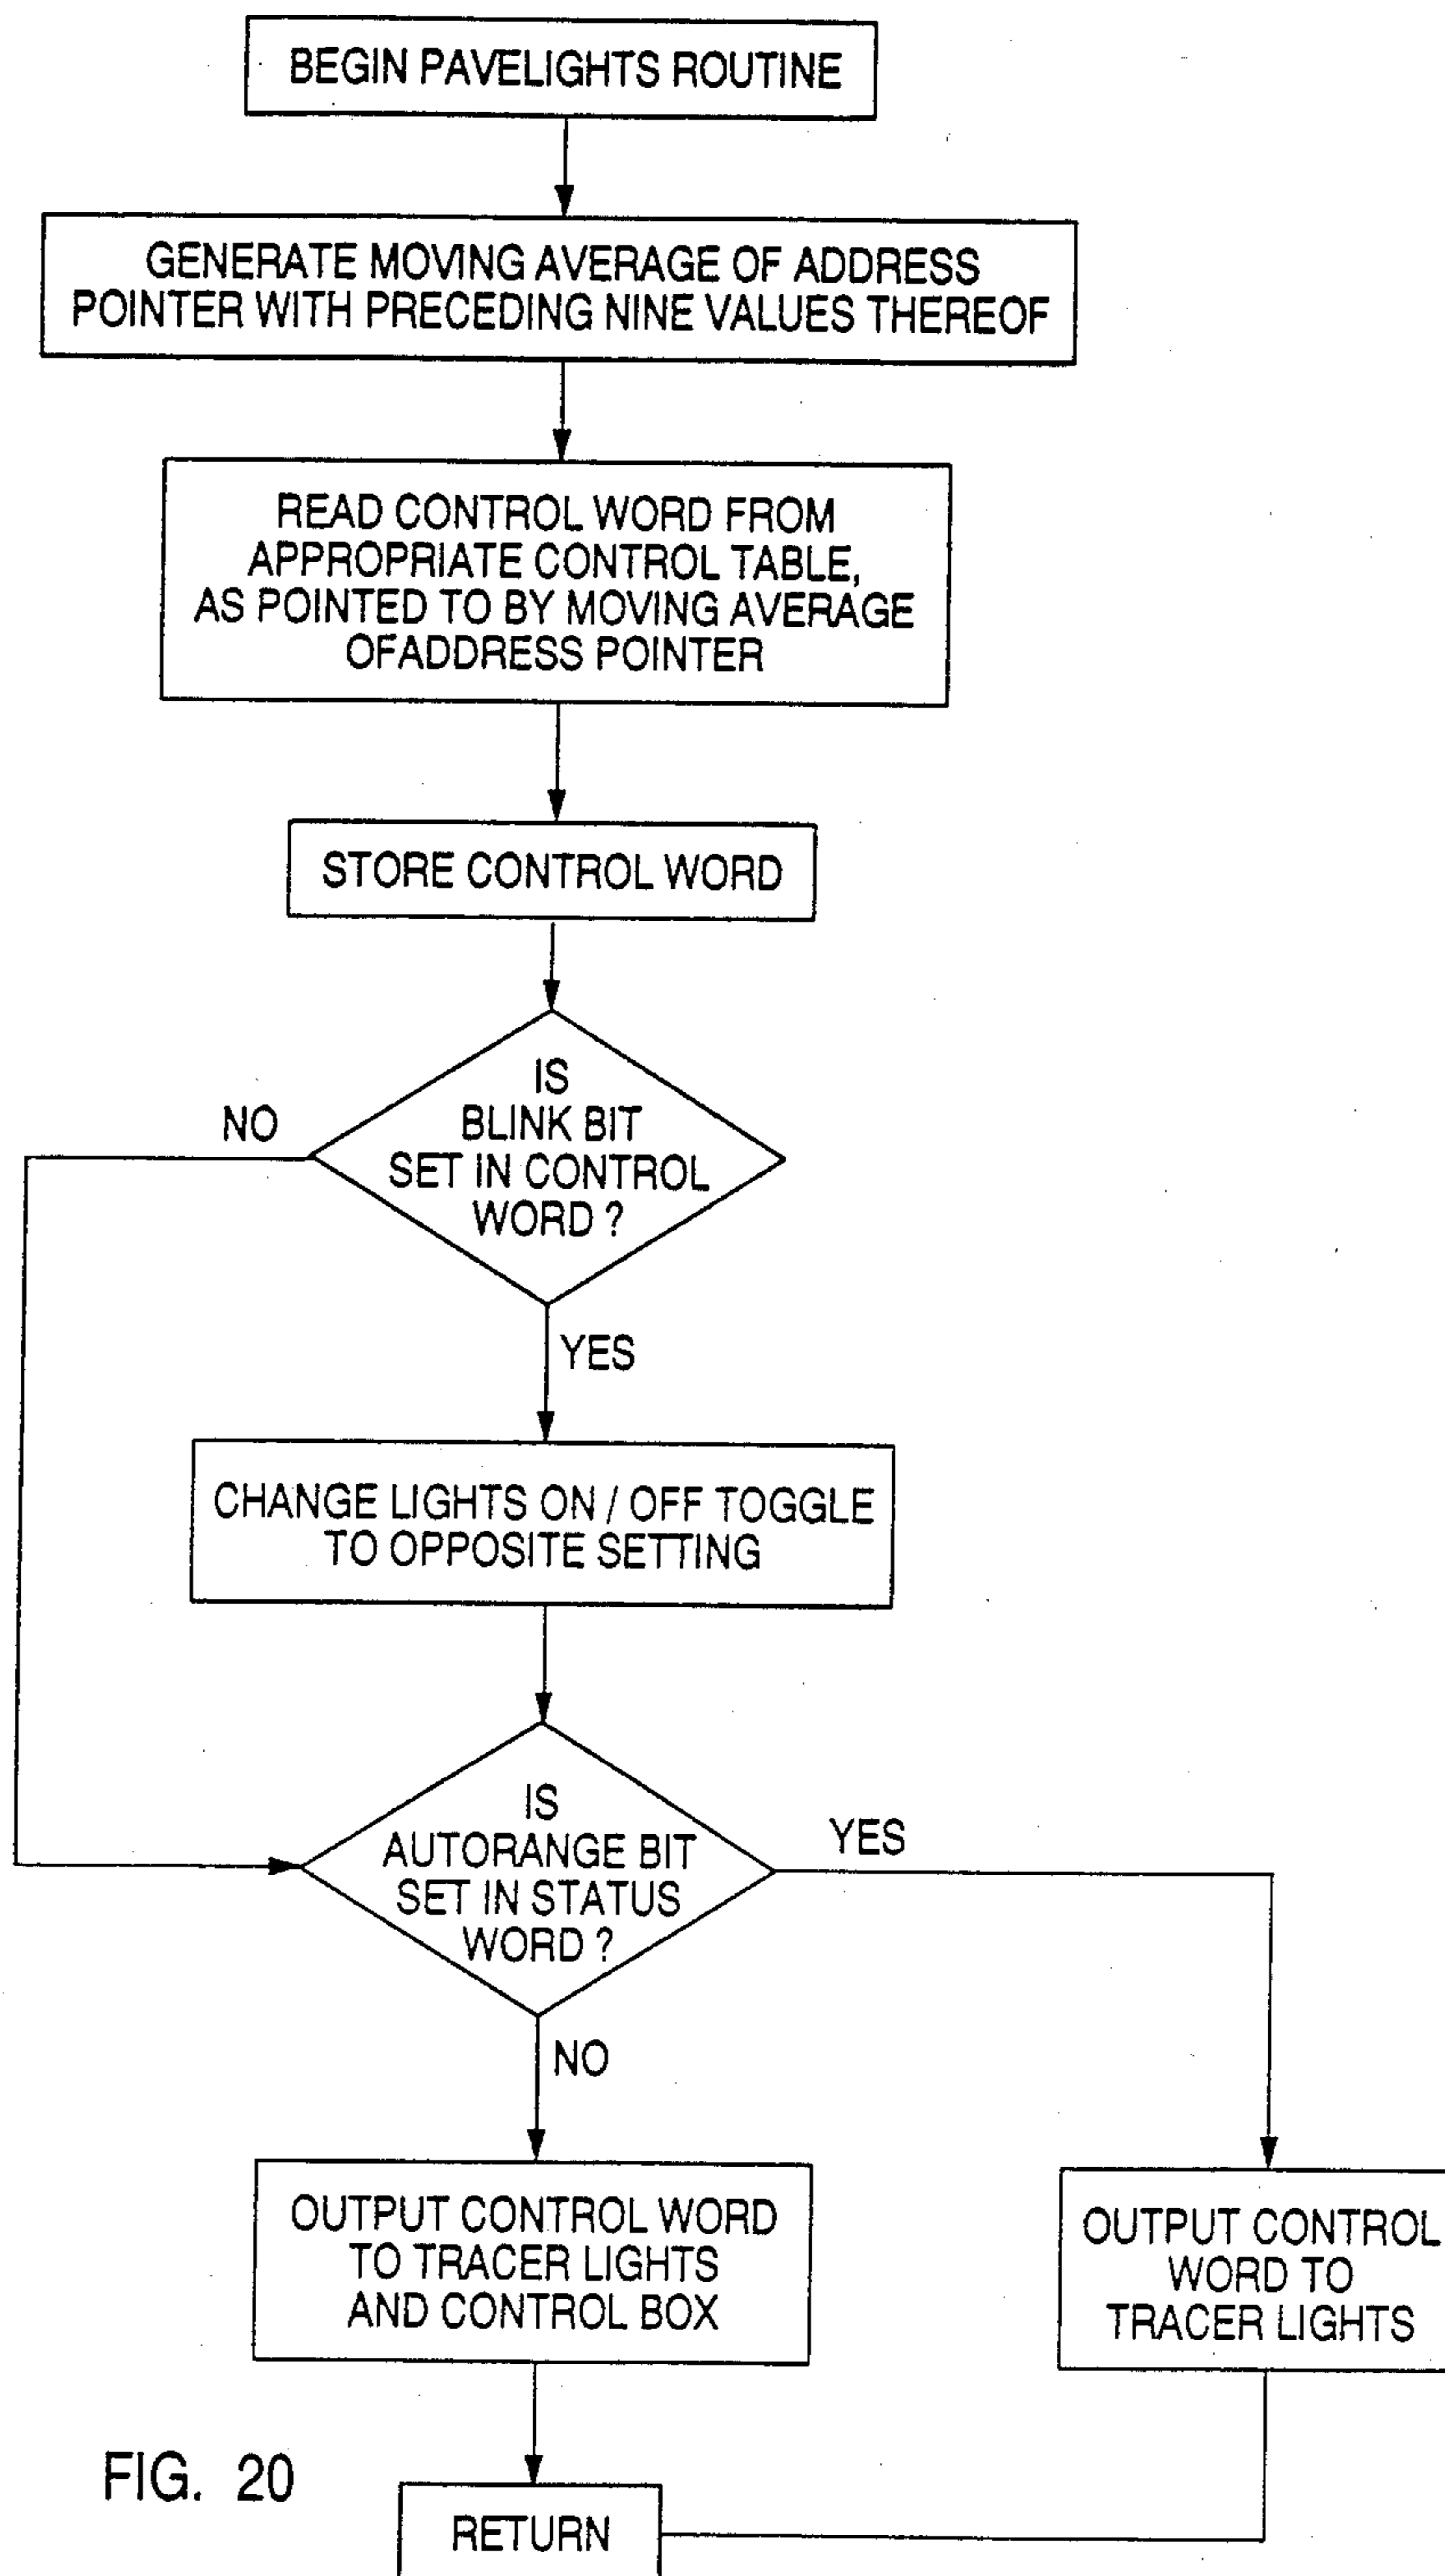 BEGIN PAVELIGHTS ROUTINE
GENERATE MOVING AVERAGE OF ADDRESS
POINTER WITH PRECEDING NINE VALUES THEREOF
READ CONTROL WORD FROM
APPROPRIATE CONTROL TABLE,
AS POINTED TO BY MOVING AVERAGE
OFADDRESS POINTER
STORE CONTROL WORD
IS
BLINK BIT
SET IN CONTROL
WORD ?
NO
YES
CHANGE LIGHTS ON / OFF TOGGLE
TO OPPOSITE SETTING
IS
AUTORANGE BIT
SET IN STATUS
WORD ?
YES
NO
OUTPUT CONTROL WORD
TO TRACER LIGHTS
AND CONTROL BOX
OUTPUT CONTROL
WORD TO
TRACER LIGHTS
RETURN
FIG. 20